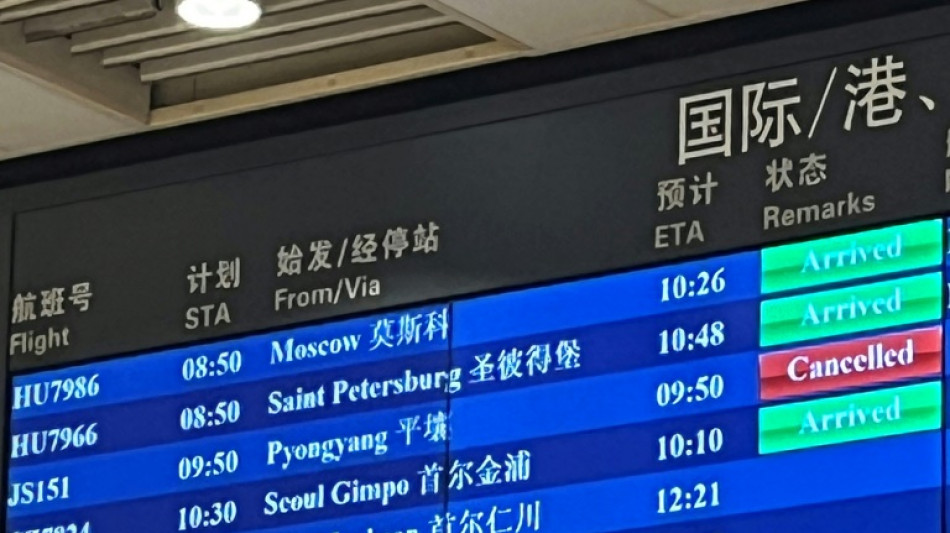 国际/港、
航班号 计划 始发/经停站 预计 状态
Flight STA From/Via ETA Remarks
HU7986 08:50 Moscow 莫斯科 10:26 Arrived
HU7966 08:50 Saint Petersburg 圣彼得堡 10:48 Arrived
JS151 09:50 Pyongyang 平壤 09:50 Cancelled
10:30 Seoul Gimpo 首尔金浦 10:10 Arrived
首尔仁川 12:21